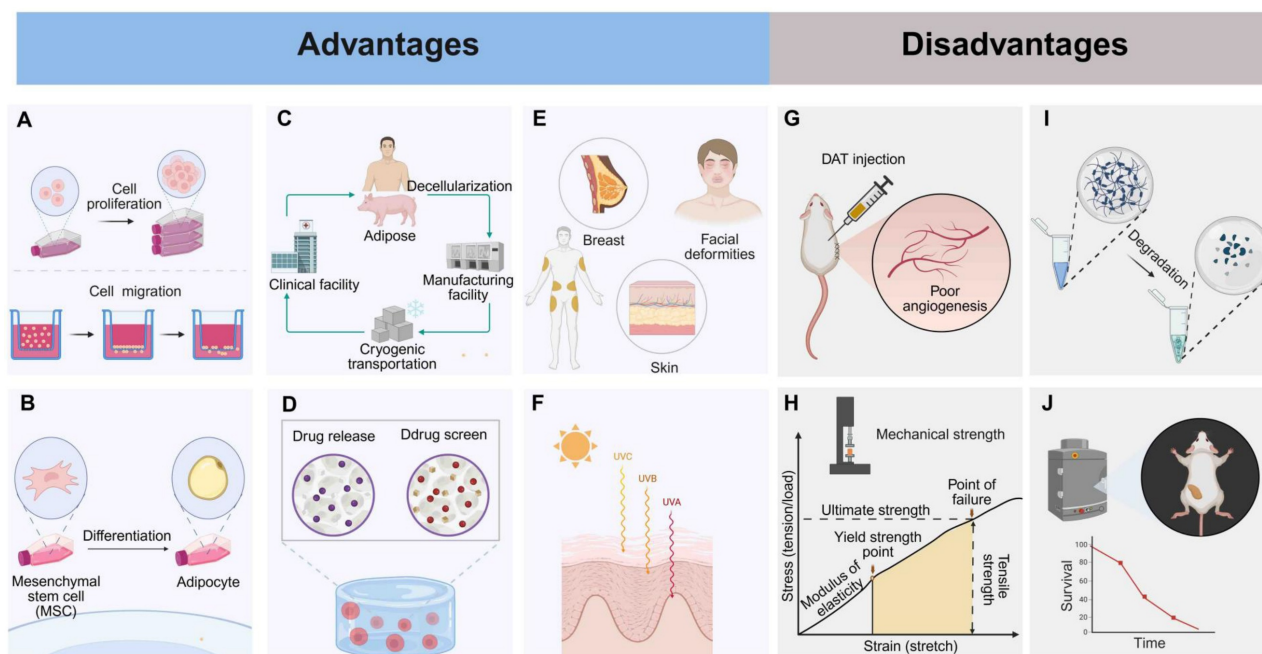 Advantages
Disadvantages
A
Cell
proliferation
Cell migration
B
Differentiation
Mesenchymal
stem cell
(MSC)
Adipocyte
C
Decellularization
Adipose
Clinical facility
Manufacturing
facility
Cryogenic
transportation
D
Drug release
Ddrug screen
E
Breast
Facial
deformities
Skin
F
UVC
UVB
UVA
G
DAT injection
Poor
angiogenesis
H
Mechanical strength
Point of
failure
Ultimate strength
Yield strength
point
Modulus of
elasticity
Tensile
strength
Stress (tension/load)
Strain (stretch)
I
Degradation
J
100
80
60
40
20
0
Survival
Time